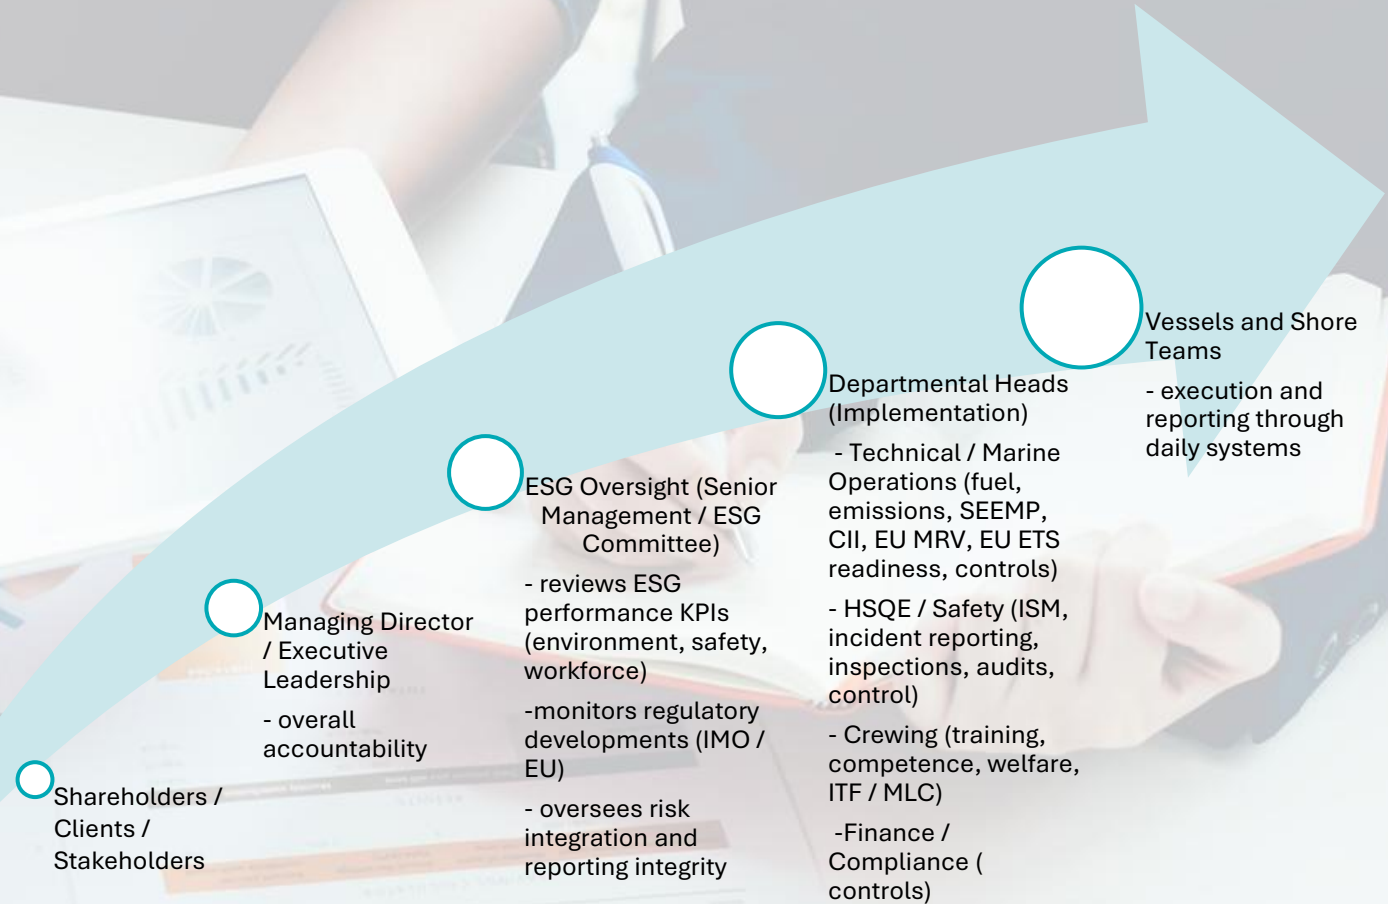 Shareholders /
Clients /
Stakeholders
Managing Director
/ Executive
Leadership
- overall
accountability
ESG Oversight (Senior
Management / ESG
Committee)
- reviews ESG
performance KPIs
(environment, safety,
workforce)
-monitors regulatory
developments (IMO /
EU)
- oversees risk
integration and
reporting integrity
Departmental Heads
(Implementation)
- Technical / Marine
Operations (fuel,
emissions, SEEMP,
CII, EU MRV, EU ETS
readiness, controls)
- HSQE / Safety (ISM,
incident reporting,
inspections, audits,
control)
- Crewing (training,
competence, welfare,
ITF / MLC)
-Finance /
Compliance (
controls)
Vessels and Shore
Teams
- execution and
reporting through
daily systems